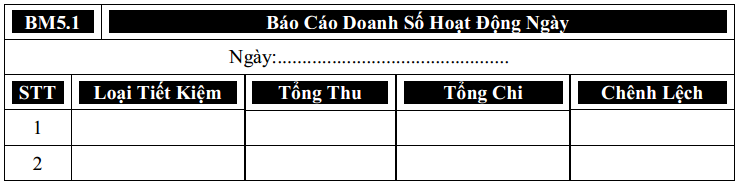 BM5.1 Báo Cáo Doanh Số Hoạt Động Ngày
Ngày:................................................
STT Loại Tiết Kiệm Tổng Thu Tổng Chi Chênh Lệch
1
2